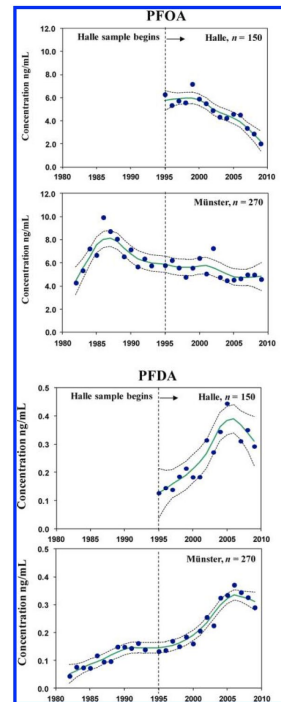 PFOA
Halle sample begins → Halle, n = 150
Concentration ng/mL
12.0
10.0
8.0
6.0
4.0
2.0
0.0
1980 1985 1990 1995 2000 2005 2010
Münster, n = 270
Concentration ng/mL
12.0
10.0
8.0
6.0
4.0
2.0
0.0
1980 1985 1990 1995 2000 2005 2010
PFDA
Halle sample begins → Halle, n = 150
Concentration ng/mL
0.5
0.4
0.3
0.2
0.1
0.0
1980 1985 1990 1995 2000 2005 2010
Münster, n = 270
Concentration ng/mL
0.5
0.4
0.3
0.2
0.1
0.0
1980 1985 1990 1995 2000 2005 2010